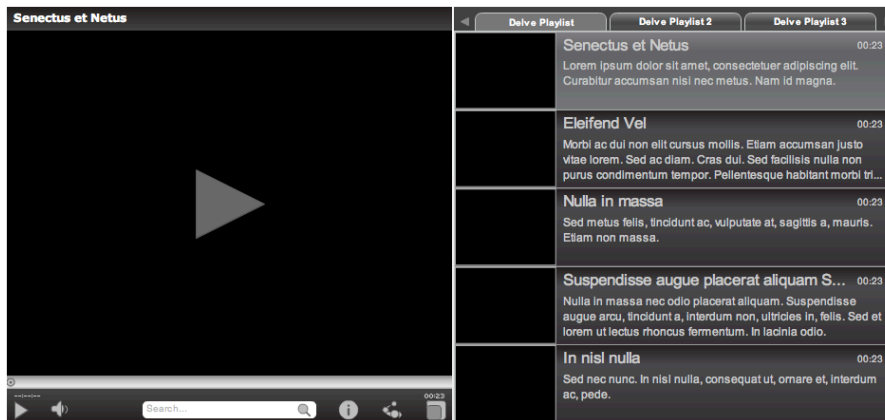 Senectus et Netus
Delve Playlist
Delve Playlist 2
Delve Playlist 3
Senectus et Netus
00:23
Lorem ipsum dolor sit amet, consectetuer adipiscing elit.
Curabitur accumsan nisi nec metus. Nam id magna.
Eleifend Vel
00:23
Morbi ac dui non elit cursus mollis. Etiam accumsan justo
vitae lorem. Sed ac diam. Cras dui. Sed facilisis nulla non
purus condimentum tempor. Pellentesque habitant morbi tri...
Nulla in massa
00:23
Sed metus felis, tincidunt ac, vulputate at, sagittis a, mauris.
Etiam non massa.
Suspendisse augue placerat aliquam S...
00:23
Nulla in massa nec odio placerat aliquam. Suspendisse
augue arcu, tincidunt a, interdum non, ultricies in, felis. Sed et
lorem ut lectus rhoncus fermentum. In lacinia odio.
In nisl nulla
00:23
Sed nec nunc. In nisl nulla, consequat ut, ornare et, interdum
ac, pede.
--:--/--:--
Search...
00:23